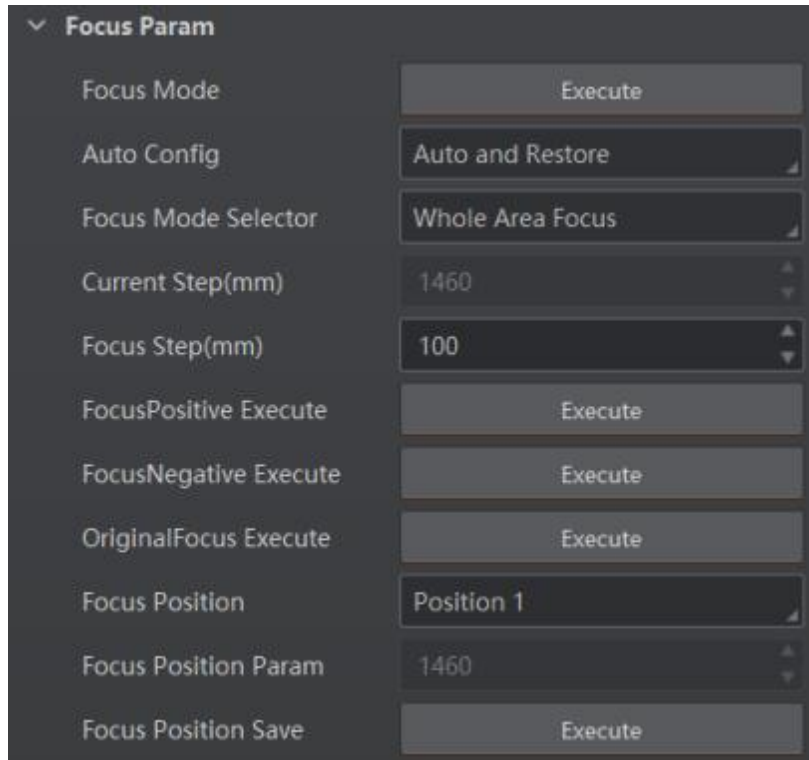 Focus Param
Focus Mode Execute
Auto Config Auto and Restore
Focus Mode Selector Whole Area Focus
Current Step(mm) 1460
Focus Step(mm) 100
FocusPositive Execute Execute
FocusNegative Execute Execute
OriginalFocus Execute Execute
Focus Position Position 1
Focus Position Param 1460
Focus Position Save Execute